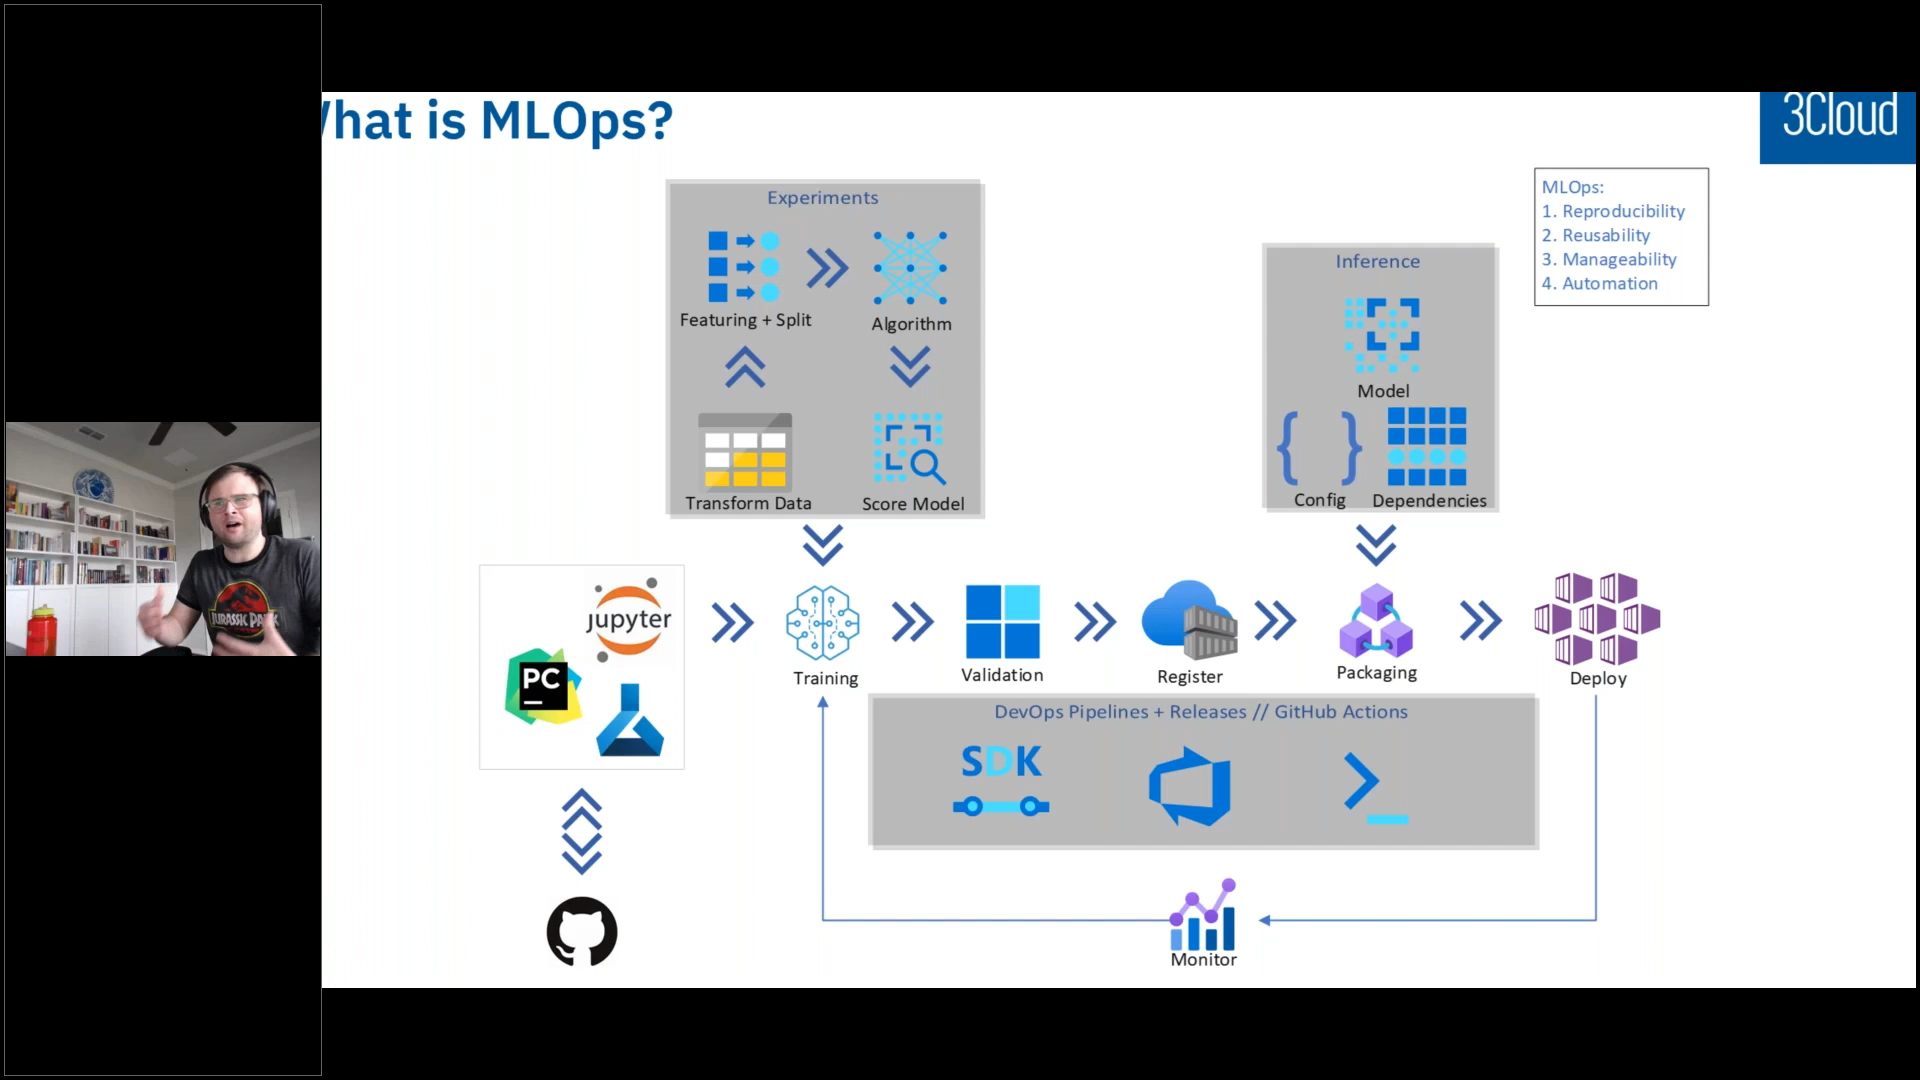 hat is MLOps?
3Cloud
Experiments
Featuring + Split
Algorithm
Transform Data
Score Model
Inference
Model
{ }
Config
Dependencies
MLOps:
1. Reproducibility
2. Reusability
3. Manageability
4. Automation
jupyter
PC
Training
Validation
Register
Packaging
Deploy
DevOps Pipelines + Releases // GitHub Actions
SDK
Monitor
JURASSIC PARK